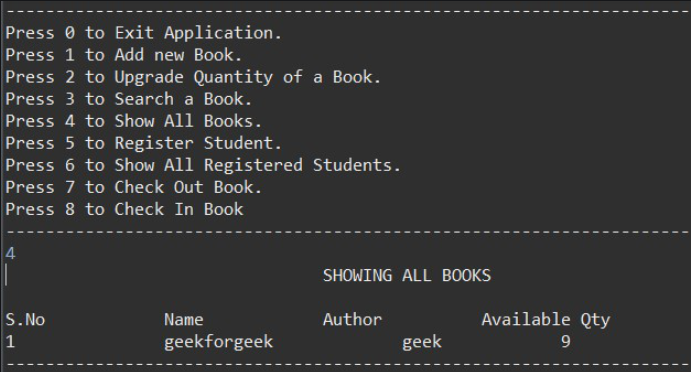 --------------------------------------------------------------------
Press 0 to Exit Application.
Press 1 to Add new Book.
Press 2 to Upgrade Quantity of a Book.
Press 3 to Search a Book.
Press 4 to Show All Books.
Press 5 to Register Student.
Press 6 to Show All Registered Students.
Press 7 to Check Out Book.
Press 8 to Check In Book
--------------------------------------------------------------------
4
SHOWING ALL BOOKS
S.No Name Author Available Qty
1 geekforgeek geek 9
--------------------------------------------------------------------